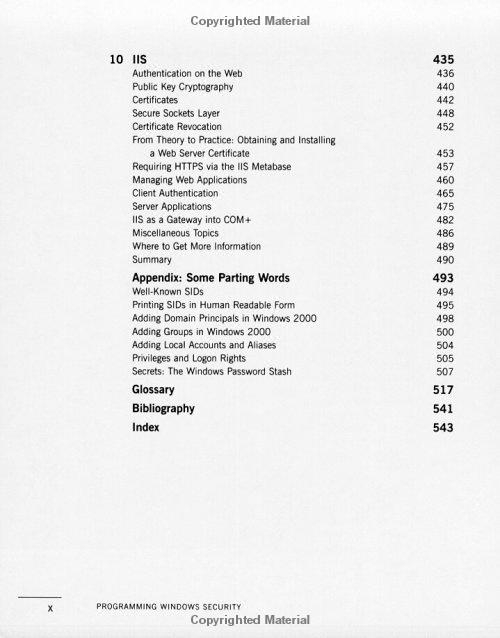 Copyrighted Material
10 IIS 435
Authentication on the Web 436
Public Key Cryptography 440
Certificates 442
Secure Sockets Layer 448
Certificate Revocation 452
From Theory to Practice: Obtaining and Installing
a Web Server Certificate 453
Requiring HTTPS via the IIS Metabase 457
Managing Web Applications 460
Client Authentication 465
Server Applications 475
IIS as a Gateway into COM+ 482
Miscellaneous Topics 486
Where to Get More Information 489
Summary 490
Appendix: Some Parting Words 493
Well-Known SIDs 494
Printing SIDs in Human Readable Form 495
Adding Domain Principals in Windows 2000 498
Adding Groups in Windows 2000 500
Adding Local Accounts and Aliases 504
Privileges and Logon Rights 505
Secrets: The Windows Password Stash 507
Glossary 517
Bibliography 541
Index 543
X PROGRAMMING WINDOWS SECURITY
Copyrighted Material